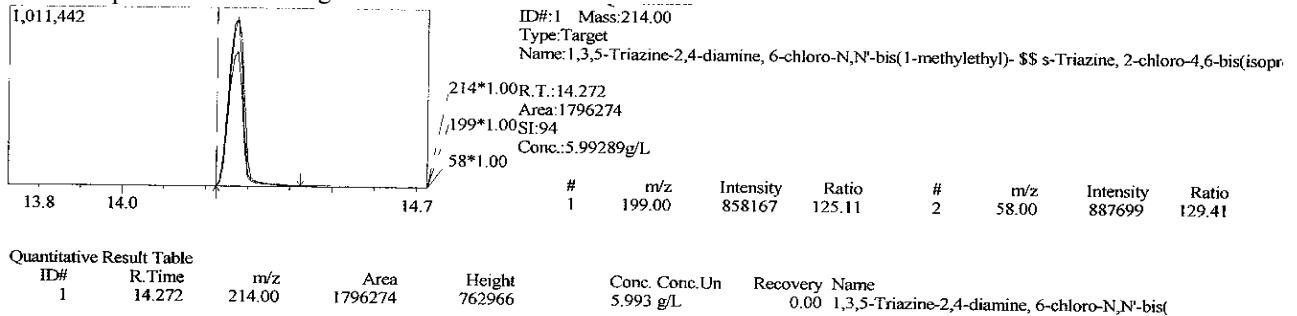 1,011,442
ID#:1 Mass:214.00
Type:Target
Name:1,3,5-Triazine-2,4-diamine, 6-chloro-N,N'-bis(1-methylethyl)- $$ s-Triazine, 2-chloro-4,6-bis(isopr
214*1.00 R.T.:14.272
Area:1796274
199*1.00 SI:94
Conc.:5.99289g/L
58*1.00
# m/z Intensity Ratio # m/z Intensity Ratio
1 199.00 858167 125.11 2 58.00 887699 129.41
13.8 14.0 14.7
Quantitative Result Table
ID# R.Time m/z Area Height Conc. Conc.Un Recovery Name
1 14.272 214.00 1796274 762966 5.993 g/L 0.00 1,3,5-Triazine-2,4-diamine, 6-chloro-N,N'-bis(